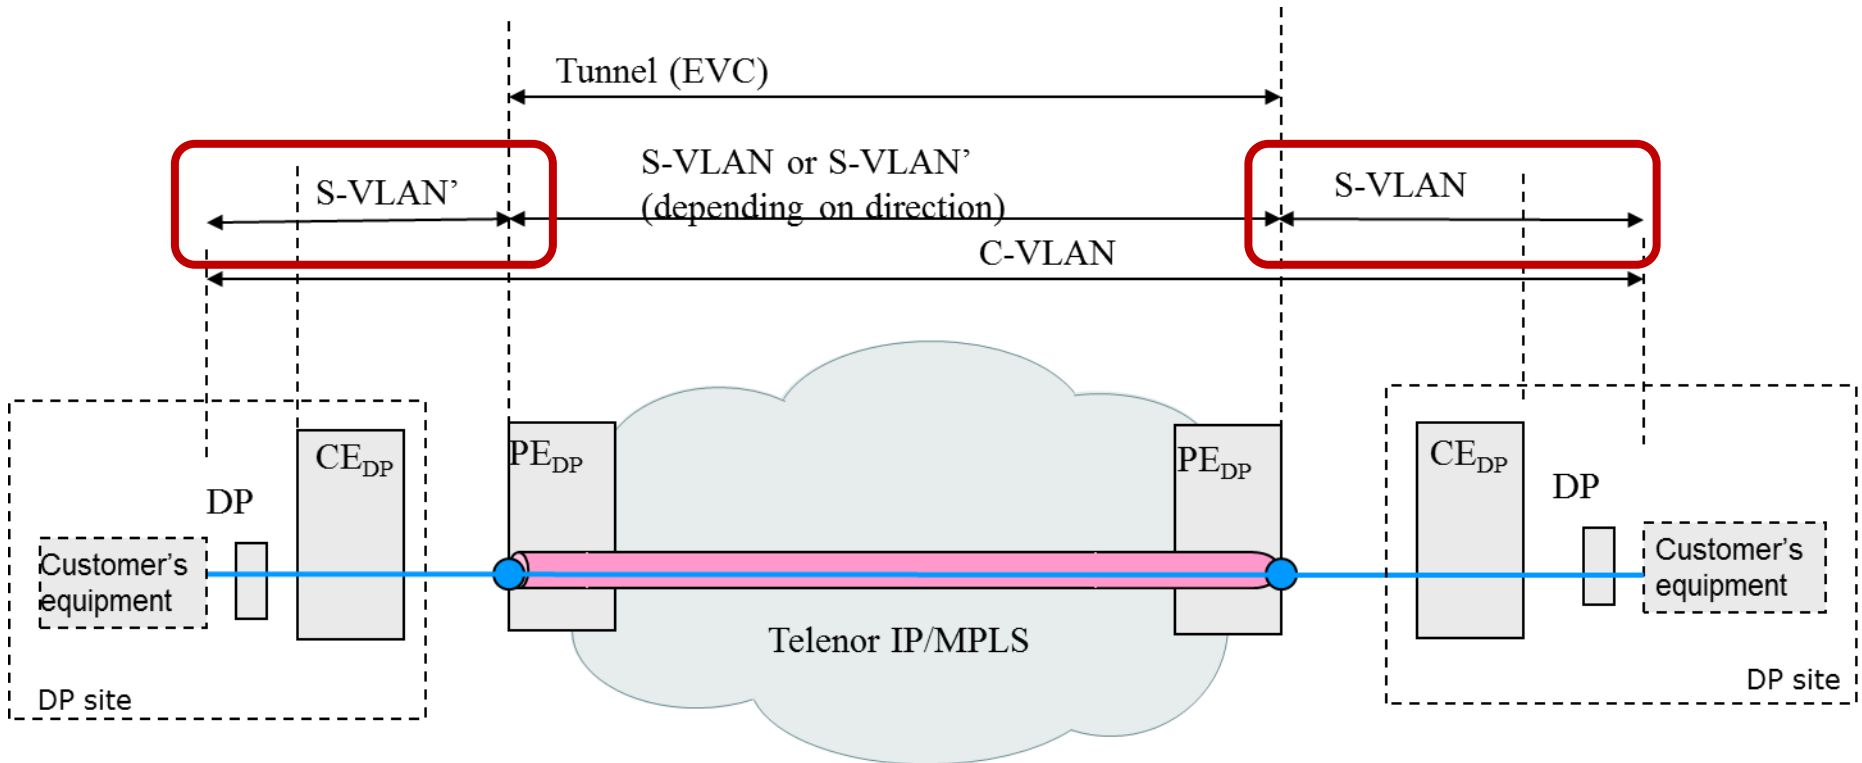 Tunnel (EVC)
S-VLAN’
S-VLAN or S-VLAN’
(depending on direction)
S-VLAN
C-VLAN
CEDP
PEDP
PEDP
CEDP
DP
DP
Customer’s
equipment
Customer’s
equipment
Telenor IP/MPLS
DP site
DP site